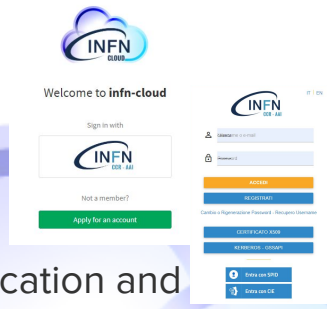 INFN
CLOUD
Welcome to infn-cloud
Sign in with
INFN
CCR - AAI
Not a member?
Apply for an account
IT | EN
INFN
CCR - AAI
ACCEDI
REGISTRATI
Cambio o Rigenerazione Password - Recupero Username
CERTIFICATO X509
KERBEROS - GSSAPI
Entra con SPID
Entra con CIE
cation and